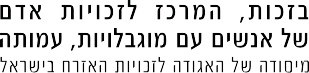 בזכות, המרכז לזכויות אדם
של אנשים עם מוגבלויות, עמותה
מיסודה של האגודה לזכויות האזרח בישראל